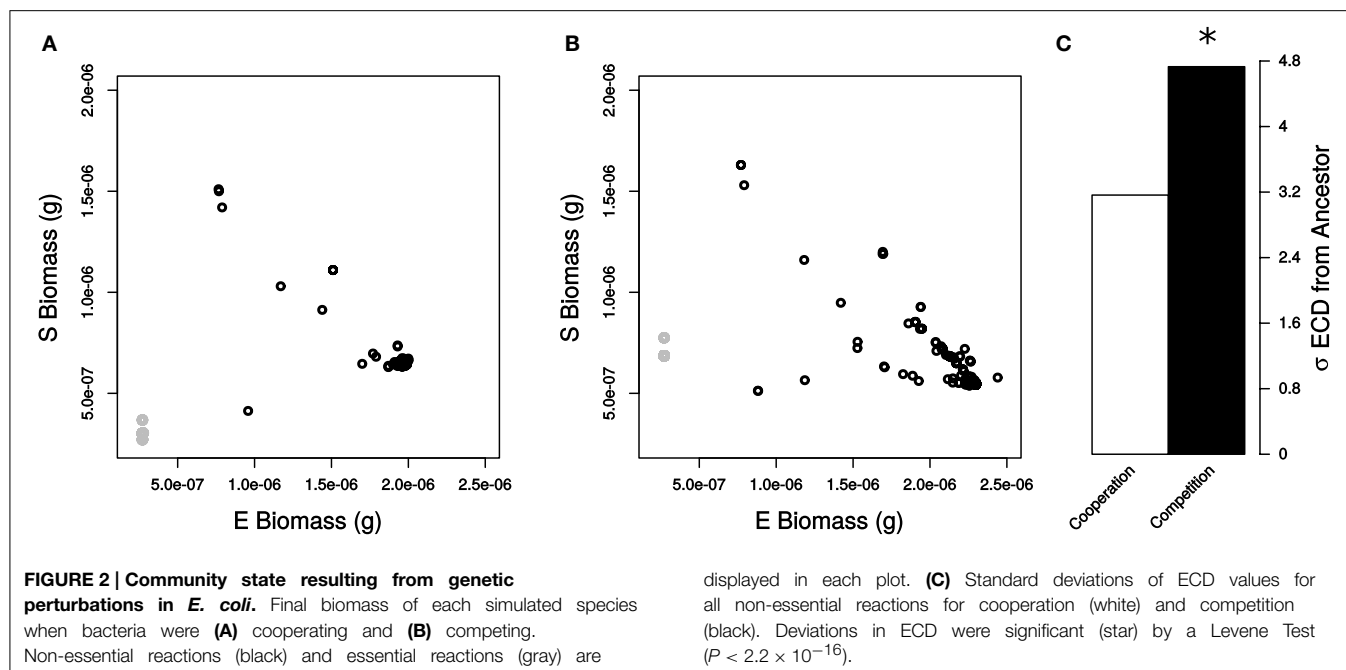 A
B
C
*
S Biomass (g)
5.0e-07
1.0e-06
1.5e-06
2.0e-06
5.0e-07
1.0e-06
1.5e-06
2.0e-06
2.5e-06
E Biomass (g)
S Biomass (g)
5.0e-07
1.0e-06
1.5e-06
2.0e-06
5.0e-07
1.0e-06
1.5e-06
2.0e-06
2.5e-06
E Biomass (g)
4.8
4
3.2
2.4
1.6
0.8
0
σ ECD from Ancestor
Cooperation
Competition
FIGURE 2 | Community state resulting from genetic
perturbations in E. coli. Final biomass of each simulated species
when bacteria were (A) cooperating and (B) competing.
Non-essential reactions (black) and essential reactions (gray) are
displayed in each plot. (C) Standard deviations of ECD values for
all non-essential reactions for cooperation (white) and competition
(black). Deviations in ECD were significant (star) by a Levene Test
(P < 2.2 × 10⁻¹⁶).